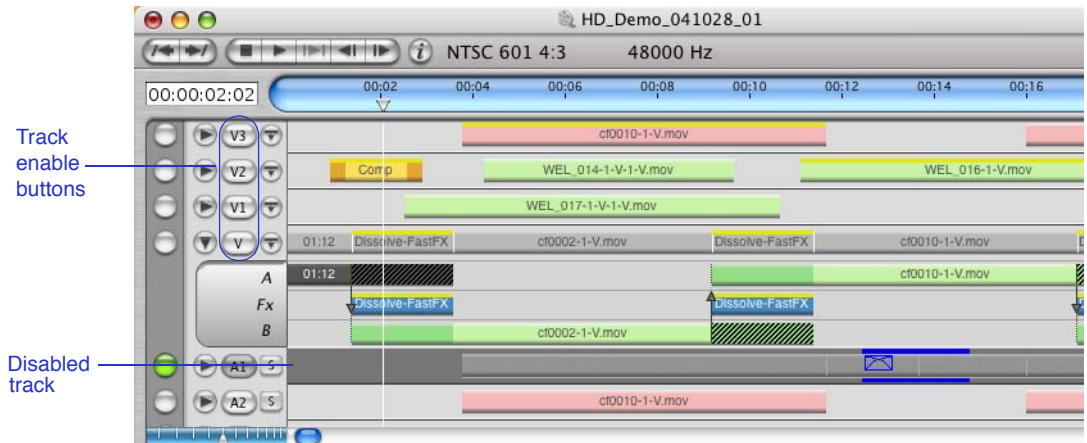 HD_Demo_041028_01
NTSC 601 4:3 48000 Hz
00:00:02:02
00:02 00:04 00:06 00:08 00:10 00:12 00:14 00:16
Track
enable
buttons
V3 cf0010-1-V.mov
V2 Comp WEL_014-1-V-1-V.mov WEL_016-1-V.mov
V1 WEL_017-1-V-1-V.mov
V 01:12 Dissolve-FastFX cf0002-1-V.mov Dissolve-FastFX cf0010-1-V.mov
A 01:12 cf0010-1-V.mov
Fx Dissolve-FastFX Dissolve-FastFX
B cf0002-1-V.mov
Disabled
track
A1 S
A2 S cf0010-1-V.mov